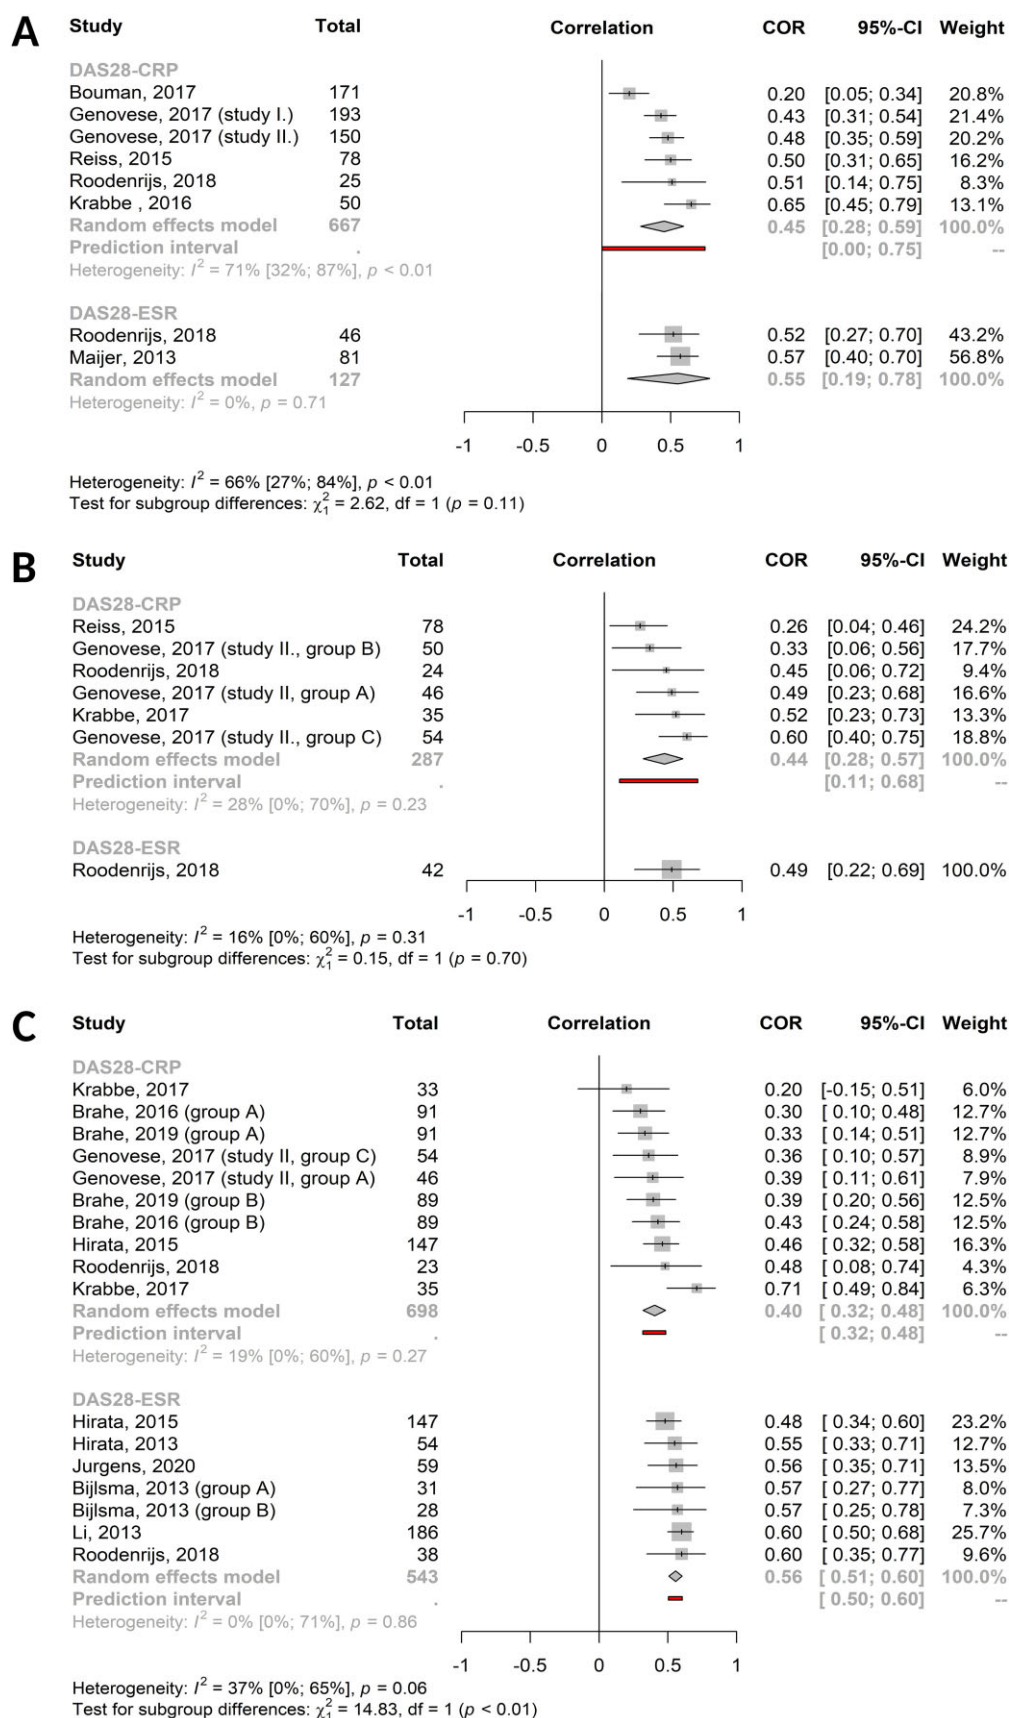 A
Study Total Correlation COR 95%-CI Weight
DAS28-CRP
Bouman, 2017 171 0.20 [0.05; 0.34] 20.8%
Genovese, 2017 (study I.) 193 0.43 [0.31; 0.54] 21.4%
Genovese, 2017 (study II.) 150 0.48 [0.35; 0.59] 20.2%
Reiss, 2015 78 0.50 [0.31; 0.65] 16.2%
Roodenrijs, 2018 25 0.51 [0.14; 0.75] 8.3%
Krabbe , 2016 50 0.65 [0.45; 0.79] 13.1%
Random effects model 667 0.45 [0.28; 0.59] 100.0%
Prediction interval . [0.00; 0.75] --
Heterogeneity: I² = 71% [32%; 87%], p < 0.01
DAS28-ESR
Roodenrijs, 2018 46 0.52 [0.27; 0.70] 43.2%
Maijer, 2013 81 0.57 [0.40; 0.70] 56.8%
Random effects model 127 0.55 [0.19; 0.78] 100.0%
Heterogeneity: I² = 0%, p = 0.71
-1 -0.5 0 0.5 1
Heterogeneity: I² = 66% [27%; 84%], p < 0.01
Test for subgroup differences: χ²₁ = 2.62, df = 1 (p = 0.11)
B
Study Total Correlation COR 95%-CI Weight
DAS28-CRP
Reiss, 2015 78 0.26 [0.04; 0.46] 24.2%
Genovese, 2017 (study II., group B) 50 0.33 [0.06; 0.56] 17.7%
Roodenrijs, 2018 24 0.45 [0.06; 0.72] 9.4%
Genovese, 2017 (study II, group A) 46 0.49 [0.23; 0.68] 16.6%
Krabbe, 2017 35 0.52 [0.23; 0.73] 13.3%
Genovese, 2017 (study II., group C) 54 0.60 [0.40; 0.75] 18.8%
Random effects model 287 0.44 [0.28; 0.57] 100.0%
Prediction interval . [0.11; 0.68] --
Heterogeneity: I² = 28% [0%; 70%], p = 0.23
DAS28-ESR
Roodenrijs, 2018 42 0.49 [0.22; 0.69] 100.0%
-1 -0.5 0 0.5 1
Heterogeneity: I² = 16% [0%; 60%], p = 0.31
Test for subgroup differences: χ²₁ = 0.15, df = 1 (p = 0.70)
C
Study Total Correlation COR 95%-CI Weight
DAS28-CRP
Krabbe, 2017 33 0.20 [-0.15; 0.51] 6.0%
Brahe, 2016 (group A) 91 0.30 [ 0.10; 0.48] 12.7%
Brahe, 2019 (group A) 91 0.33 [ 0.14; 0.51] 12.7%
Genovese, 2017 (study II, group C) 54 0.36 [ 0.10; 0.57] 8.9%
Genovese, 2017 (study II, group A) 46 0.39 [ 0.11; 0.61] 7.9%
Brahe, 2019 (group B) 89 0.39 [ 0.20; 0.56] 12.5%
Brahe, 2016 (group B) 89 0.43 [ 0.24; 0.58] 12.5%
Hirata, 2015 147 0.46 [ 0.32; 0.58] 16.3%
Roodenrijs, 2018 23 0.48 [ 0.08; 0.74] 4.3%
Krabbe, 2017 35 0.71 [ 0.49; 0.84] 6.3%
Random effects model 698 0.40 [ 0.32; 0.48] 100.0%
Prediction interval . [ 0.32; 0.48] --
Heterogeneity: I² = 19% [0%; 60%], p = 0.27
DAS28-ESR
Hirata, 2015 147 0.48 [ 0.34; 0.60] 23.2%
Hirata, 2013 54 0.55 [ 0.33; 0.71] 12.7%
Jurgens, 2020 59 0.56 [ 0.35; 0.71] 13.5%
Bijlsma, 2013 (group A) 31 0.57 [ 0.27; 0.77] 8.0%
Bijlsma, 2013 (group B) 28 0.57 [ 0.25; 0.78] 7.3%
Li, 2013 186 0.60 [ 0.50; 0.68] 25.7%
Roodenrijs, 2018 38 0.60 [ 0.35; 0.77] 9.6%
Random effects model 543 0.56 [ 0.51; 0.60] 100.0%
Prediction interval . [ 0.50; 0.60] --
Heterogeneity: I² = 0% [0%; 71%], p = 0.86
-1 -0.5 0 0.5 1
Heterogeneity: I² = 37% [0%; 65%], p = 0.06
Test for subgroup differences: χ²₁ = 14.83, df = 1 (p < 0.01)